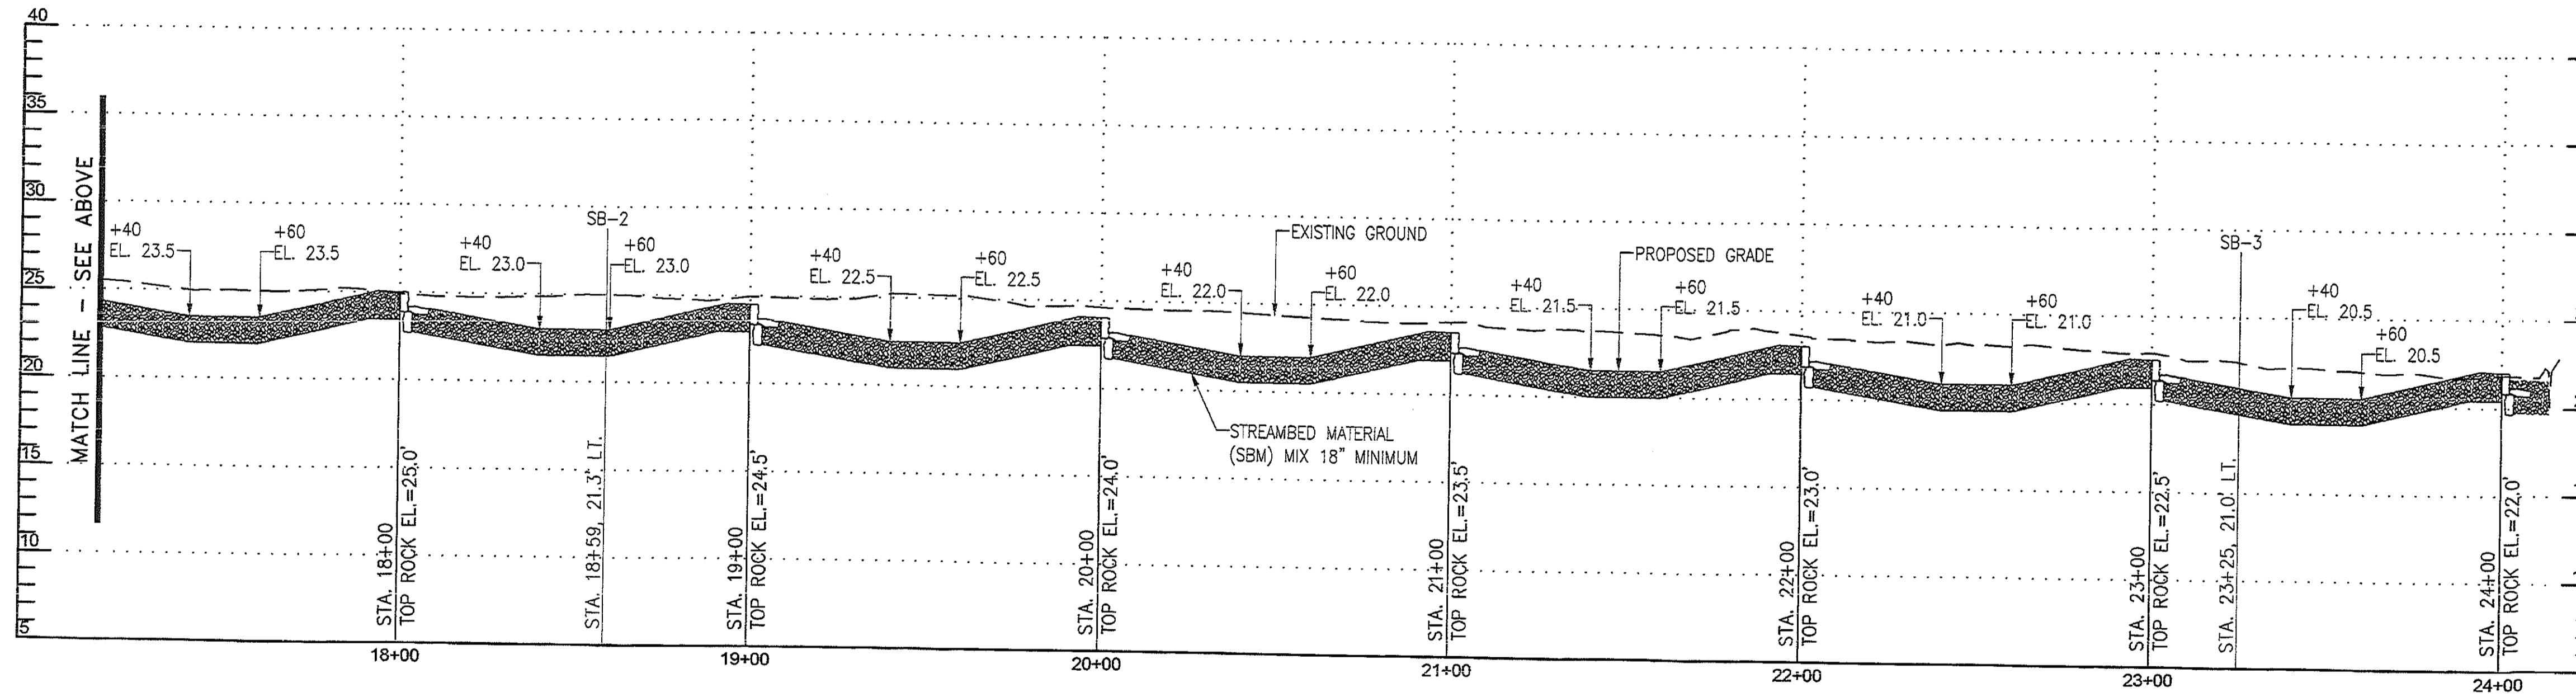 40
35
30
25
20
15
10
5
MATCH LINE - SEE ABOVE
+40
EL. 23.5
+60
EL. 23.5
STA. 18+00
TOP ROCK EL.=25.0'
+40
EL. 23.0
SB-2
STA. 18+59, 21.3' LT.
+60
EL. 23.0
STA. 19+00
TOP ROCK EL.=24.5'
+40
EL. 22.5
+60
EL. 22.5
STA. 20+00
TOP ROCK EL.=24.0'
+40
EL. 22.0
EXISTING GROUND
+60
EL. 22.0
STREAMBED MATERIAL
(SBM) MIX 18" MINIMUM
STA. 21+00
TOP ROCK EL.=23.5'
+40
EL. 21.5
PROPOSED GRADE
+60
EL. 21.5
STA. 22+00
TOP ROCK EL.=23.0'
+40
EL. 21.0
+60
EL. 21.0
STA. 23+00
TOP ROCK EL.=22.5'
SB-3
STA. 23+25, 21.0' LT.
+40
EL. 20.5
+60
EL. 20.5
STA. 24+00
TOP ROCK EL.=22.0'
18+00
19+00
20+00
21+00
22+00
23+00
24+00